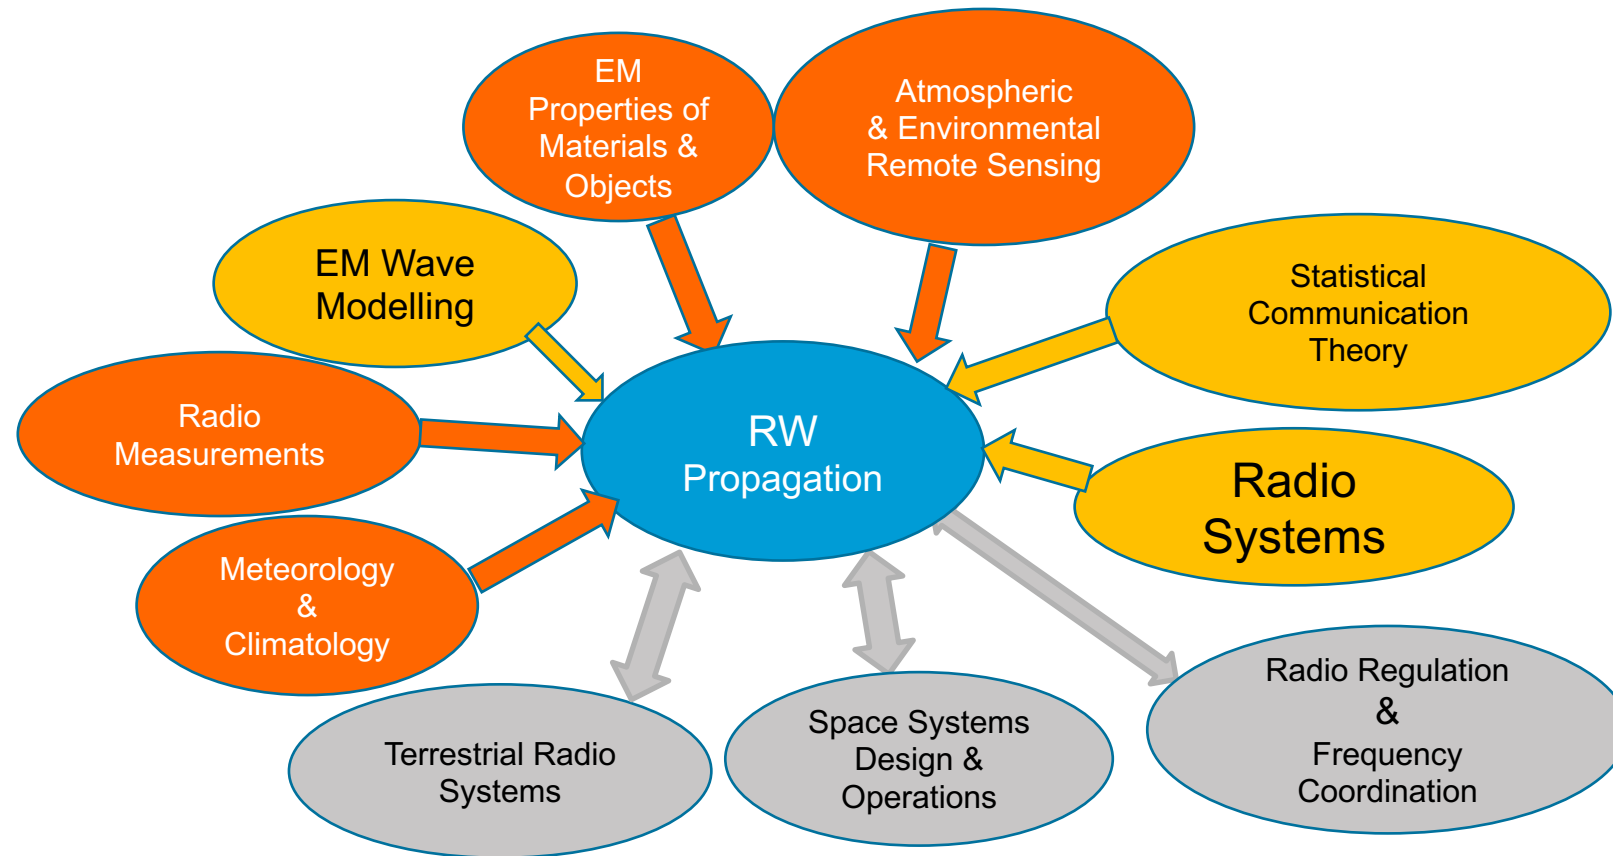 EM
Properties of
Materials &
Objects
Atmospheric
& Environmental
Remote Sensing
EM Wave
Modelling
Statistical
Communication
Theory
Radio
Measurements
RW
Propagation
Radio
Systems
Meteorology
&
Climatology
Terrestrial Radio
Systems
Space Systems
Design &
Operations
Radio Regulation
&
Frequency
Coordination